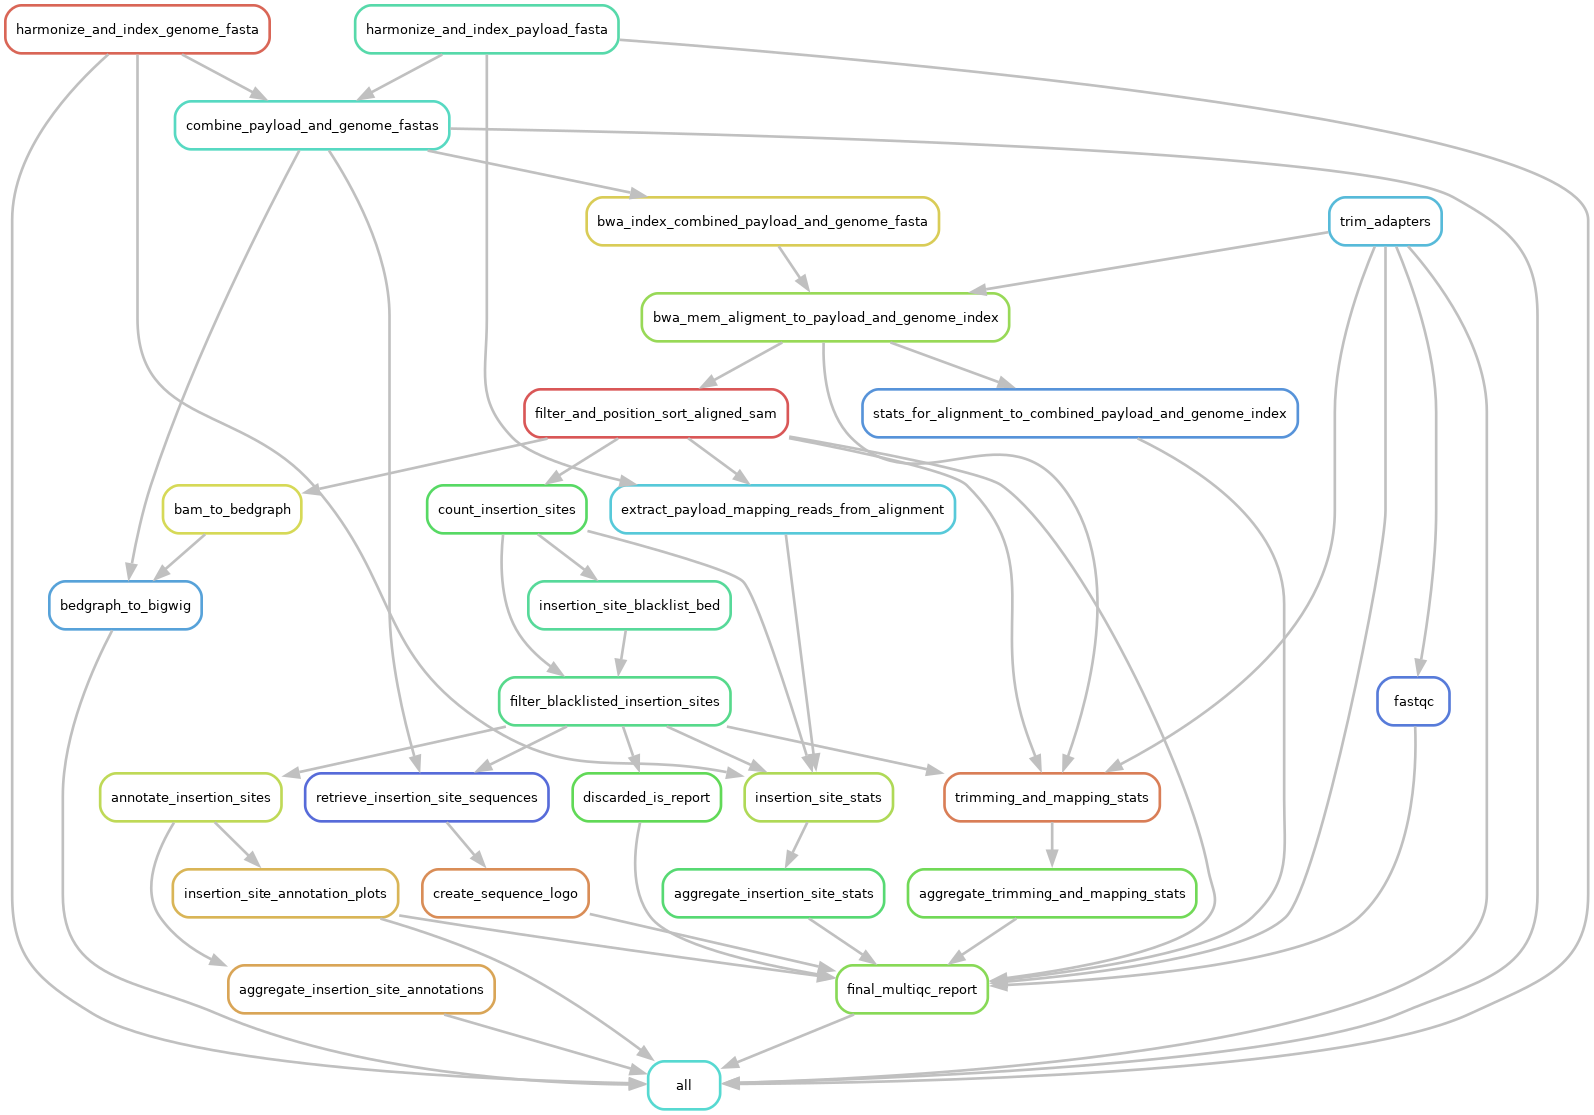 harmonize_and_index_genome_fasta
harmonize_and_index_payload_fasta
combine_payload_and_genome_fastas
bwa_index_combined_payload_and_genome_fasta
trim_adapters
bwa_mem_aligment_to_payload_and_genome_index
filter_and_position_sort_aligned_sam
stats_for_alignment_to_combined_payload_and_genome_index
bam_to_bedgraph
count_insertion_sites
extract_payload_mapping_reads_from_alignment
bedgraph_to_bigwig
insertion_site_blacklist_bed
filter_blacklisted_insertion_sites
fastqc
annotate_insertion_sites
retrieve_insertion_site_sequences
discarded_is_report
insertion_site_stats
trimming_and_mapping_stats
insertion_site_annotation_plots
create_sequence_logo
aggregate_insertion_site_stats
aggregate_trimming_and_mapping_stats
aggregate_insertion_site_annotations
final_multiqc_report
all